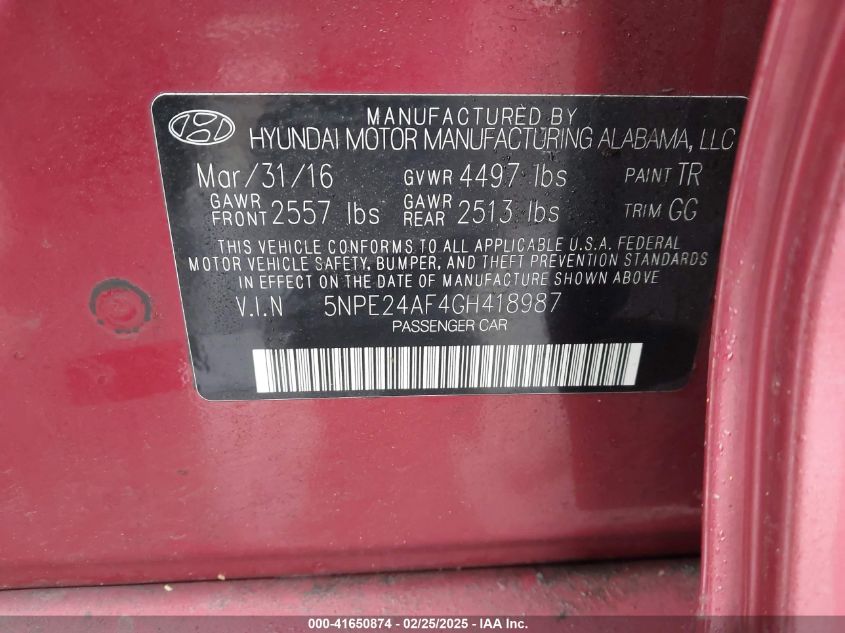 MANUFACTURED BY
HYUNDAI MOTOR MANUFACTURING ALABAMA, LLC
Mar/31/16 GVWR 4497 lbs PAINT TR
GAWR FRONT 2557 lbs GAWR REAR 2513 lbs TRIM GG
THIS VEHICLE CONFORMS TO ALL APPLICABLE U.S.A. FEDERAL
MOTOR VEHICLE SAFETY, BUMPER, AND THEFT PREVENTION STANDARDS
IN EFFECT ON THE DATE OF MANUFACTURE SHOWN ABOVE
V.I.N 5NPE24AF4GH418987
PASSENGER CAR
000-41650874 / 02/25/2025 - IAA Inc.